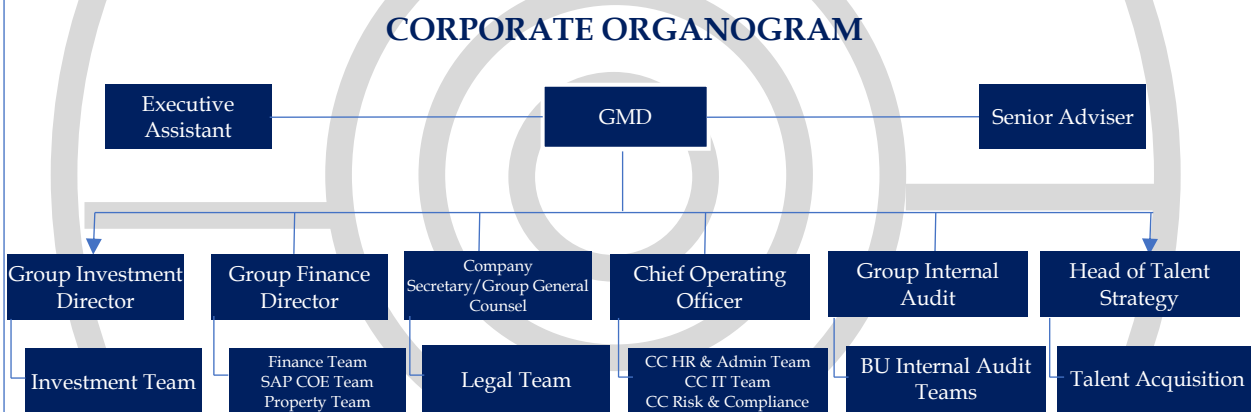 CORPORATE ORGANOGRAM
Executive
Assistant
GMD
Senior Adviser
Group Investment
Director
Group Finance
Director
Company
Secretary/Group General
Counsel
Chief Operating
Officer
Group Internal
Audit
Head of Talent
Strategy
Investment Team
Finance Team
SAP COE Team
Property Team
Legal Team
CC HR & Admin Team
CC IT Team
CC Risk & Compliance
BU Internal Audit
Teams
Talent Acquisition